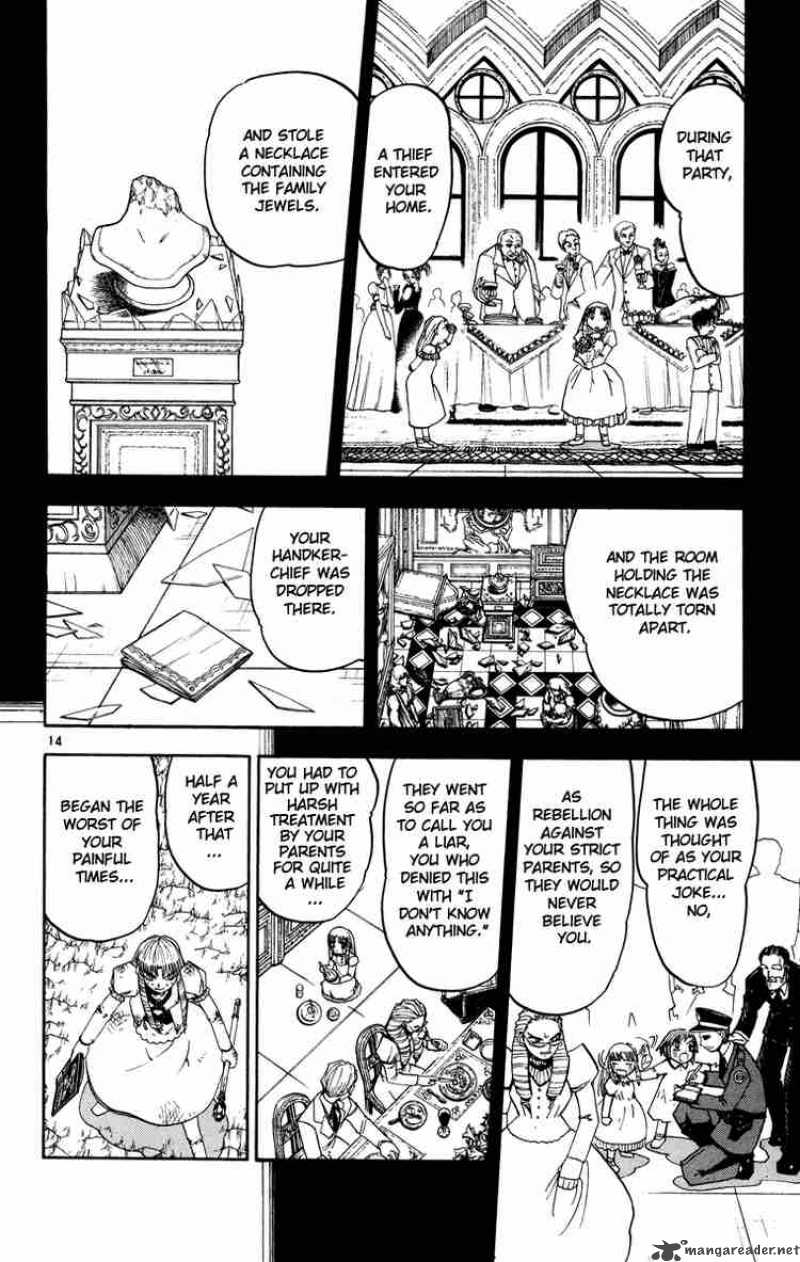 DURING
THAT
PARTY,
A THIEF
ENTERED
YOUR
HOME.
AND STOLE
A NECKLACE
CONTAINING
THE FAMILY
JEWELS.
AND THE ROOM
HOLDING THE
NECKLACE WAS
TOTALLY TORN
APART.
YOUR
HANDKER-
CHIEF WAS
DROPPED
THERE.
14
THE WHOLE
THING WAS
THOUGHT
OF AS YOUR
PRACTICAL
JOKE...
NO,
AS
REBELLION
AGAINST
YOUR STRICT
PARENTS, SO
THEY WOULD
NEVER
BELIEVE
YOU.
THEY WENT
SO FAR AS
TO CALL YOU
A LIAR,
YOU WHO
DENIED THIS
WITH "I
DON'T KNOW
ANYTHING."
YOU HAD TO
PUT UP WITH
HARSH
TREATMENT
BY YOUR
PARENTS
FOR QUITE
A WHILE
...
HALF A
YEAR
AFTER
THAT
...
BEGAN THE
WORST OF
YOUR
PAINFUL
TIMES...
mangareader.net